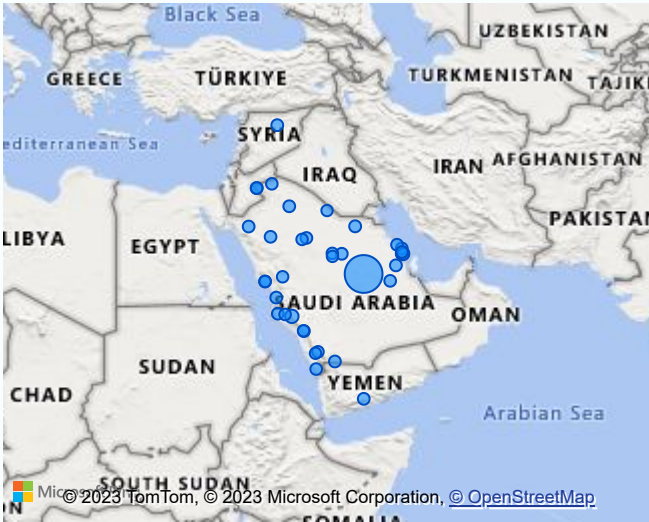 Black Sea
UZBEKISTAN
GREECE
TÜRKIYE
TURKMENISTAN
TAJIKI
SYRIA
editerranean Sea
IRAQ
IRAN
AFGHANISTAN
PAKISTAN
LIBYA
EGYPT
SAUDI ARABIA
OMAN
SUDAN
CHAD
YEMEN
Arabian Sea
SOUTH SUDAN
© 2023 TomTom, © 2023 Microsoft Corporation, © OpenStreetMap
SOMALIA